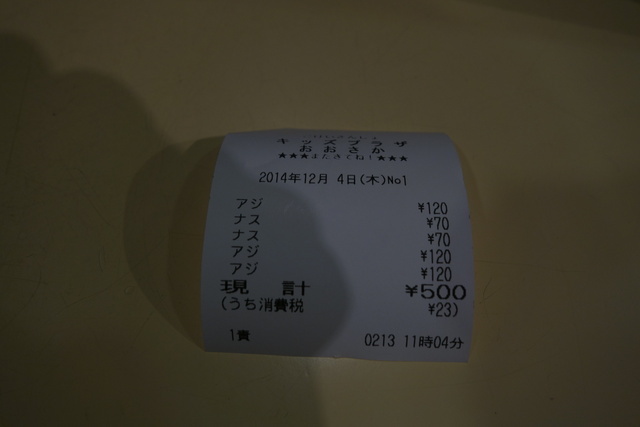 キッズプラザ
おおさか
★★★またきてね!★★★
2014年12月 4日(木)No1
アジ ¥120
ナス ¥70
ナス ¥70
アジ ¥120
アジ ¥120
現 計 ¥500
(うち消費税 ¥23)
1責 0213 11時04分